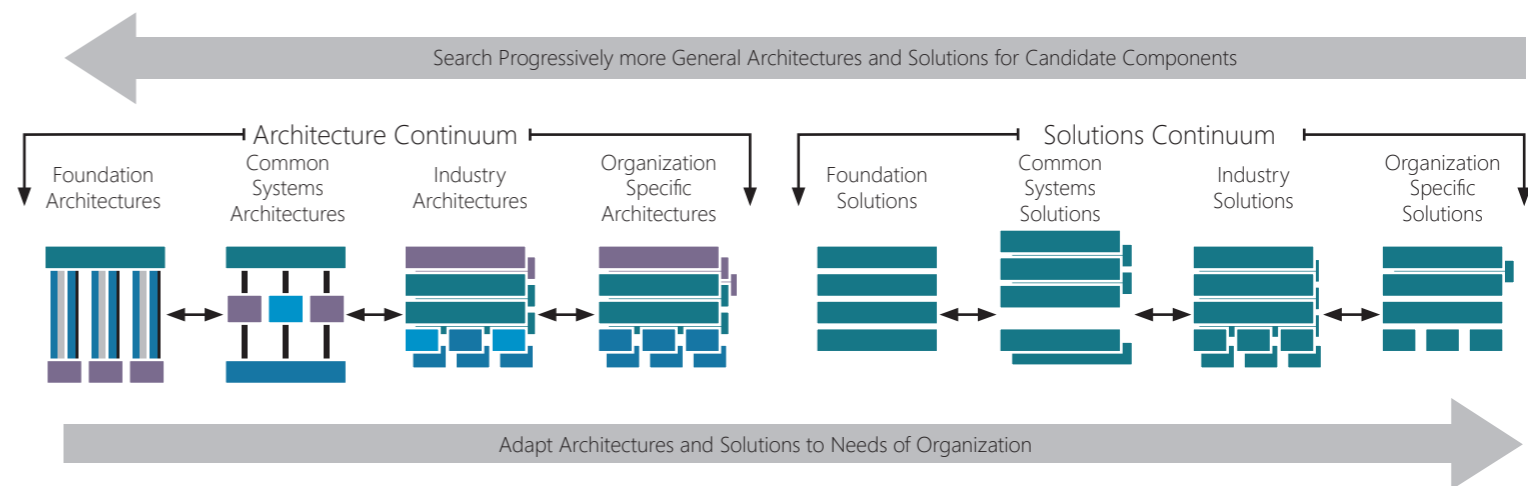 Search Progressively more General Architectures and Solutions for Candidate Components
Architecture Continuum
Foundation
Architectures
Common
Systems
Architectures
Industry
Architectures
Organization
Specific
Architectures
Solutions Continuum
Foundation
Solutions
Common
Systems
Solutions
Industry
Solutions
Organization
Specific
Solutions
Adapt Architectures and Solutions to Needs of Organization